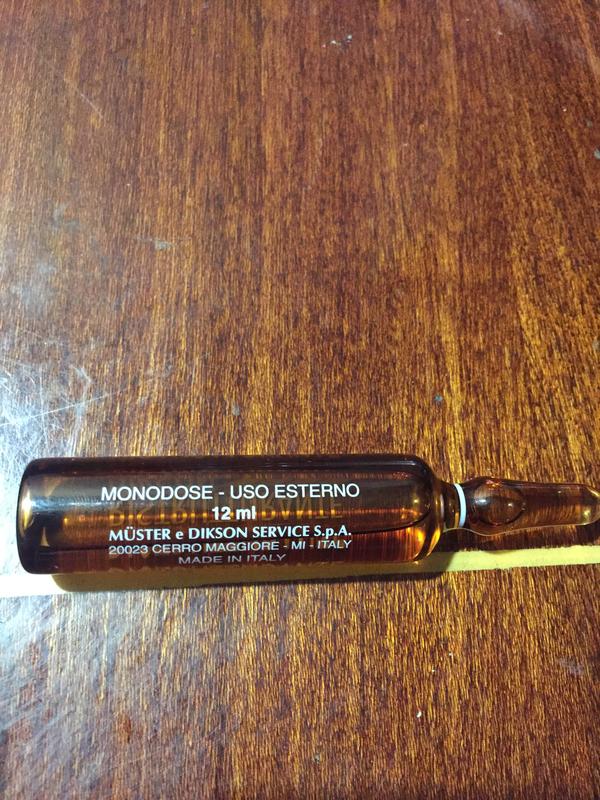 MONODOSE - USO ESTERNO
12 ml
MÜSTER e DIKSON SERVICE S.p.A.
20023 CERRO MAGGIORE - MI - ITALY
MADE IN ITALY